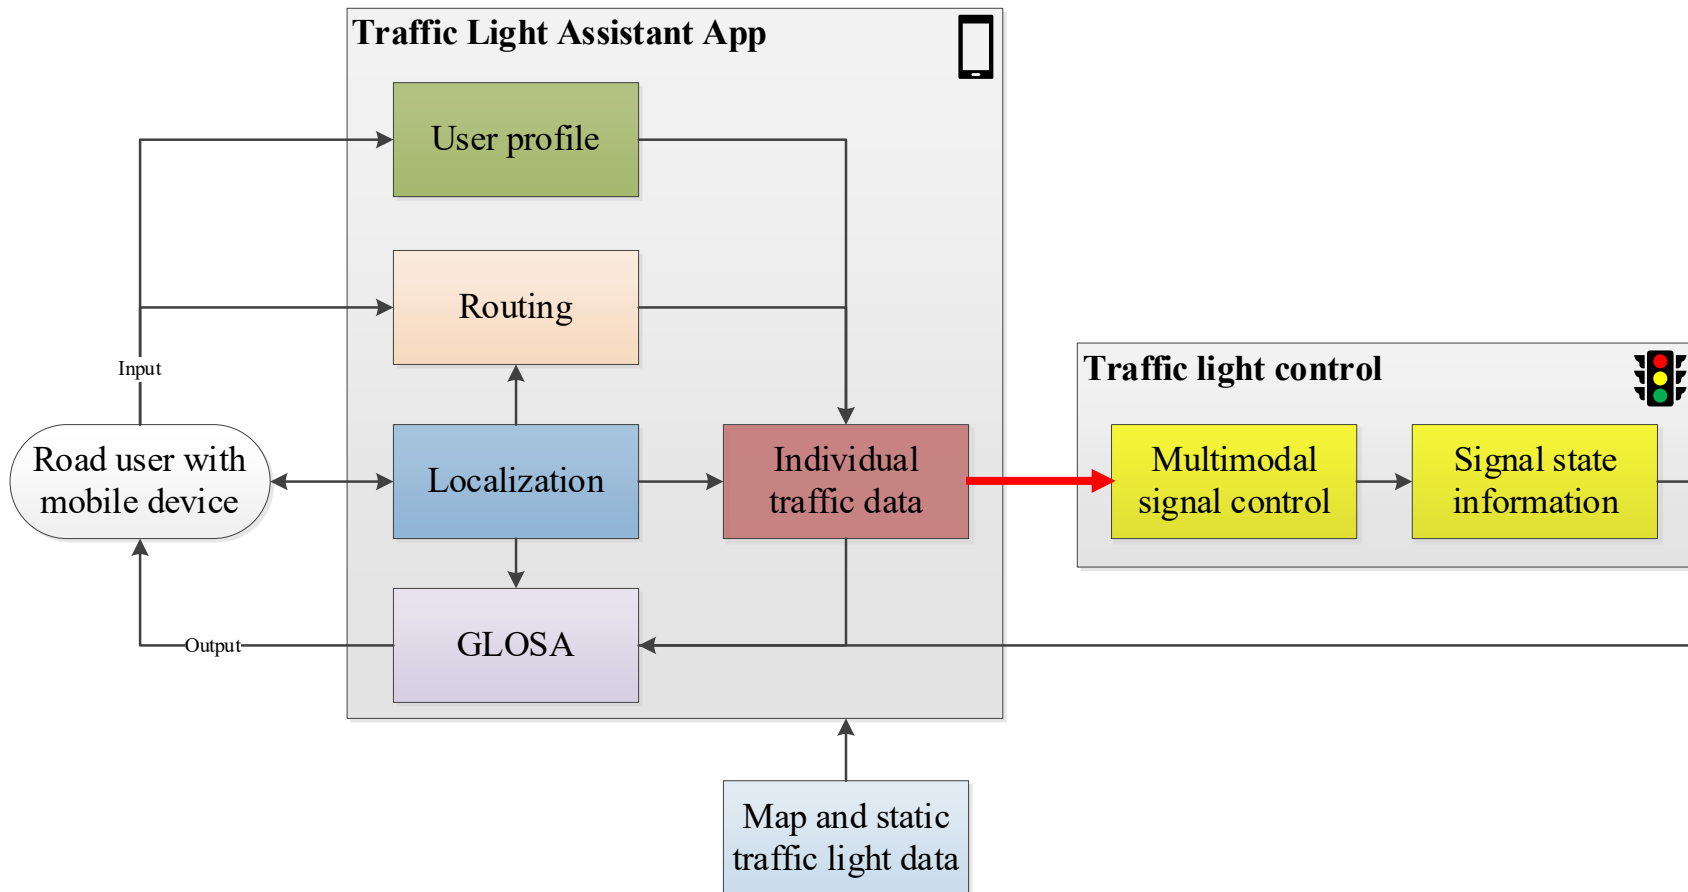 Traffic Light Assistant App
User profile
Routing
Input
Traffic light control
Road user with
mobile device
Localization
Individual
traffic data
Multimodal
signal control
Signal state
information
Output
GLOSA
Map and static
traffic light data